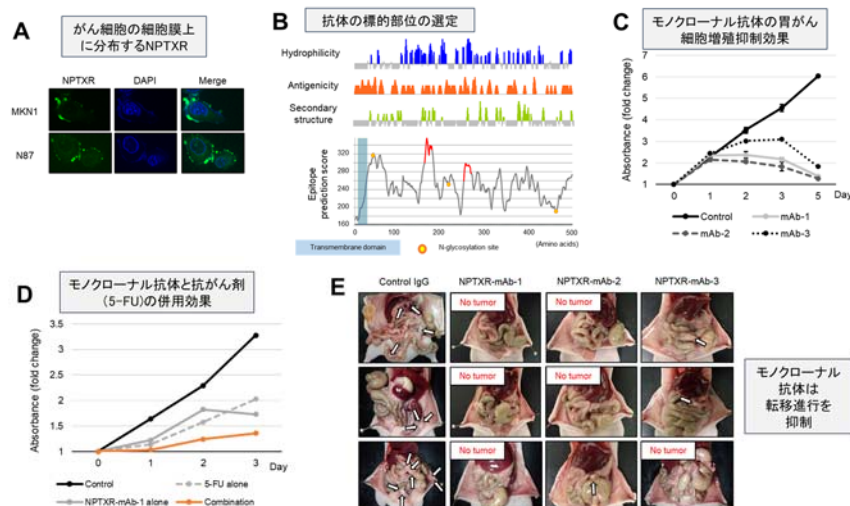 A
がん細胞の細胞膜上
に分布するNPTXR
NPTXR
DAPI
Merge
MKN1
N87
B
抗体の標的部位の選定
Hydrophilicity
Antigenicity
Secondary
structure
Epitope
prediction score
320
280
240
200
160
0
100
200
300
400
500
(Amino acids)
Transmembrane domain
N-glycosylation site
C
モノクローナル抗体の胃がん
細胞増殖抑制効果
Absorbance (fold change)
7
6
5
4
3
2
1
0
1
2
3
5
Day
Control
mAb-1
mAb-2
mAb-3
D
モノクローナル抗体と抗がん剤
(5-FU)の併用効果
Absorbance (fold change)
3.5
3
2.5
2
1.5
1
0
1
2
3
Day
Control
5-FU alone
NPTXR-mAb-1 alone
Combination
E
Control IgG
NPTXR-mAb-1
NPTXR-mAb-2
NPTXR-mAb-3
No tumor
No tumor
No tumor
No tumor
No tumor
No tumor
モノクローナル
抗体は
転移進行を
抑制